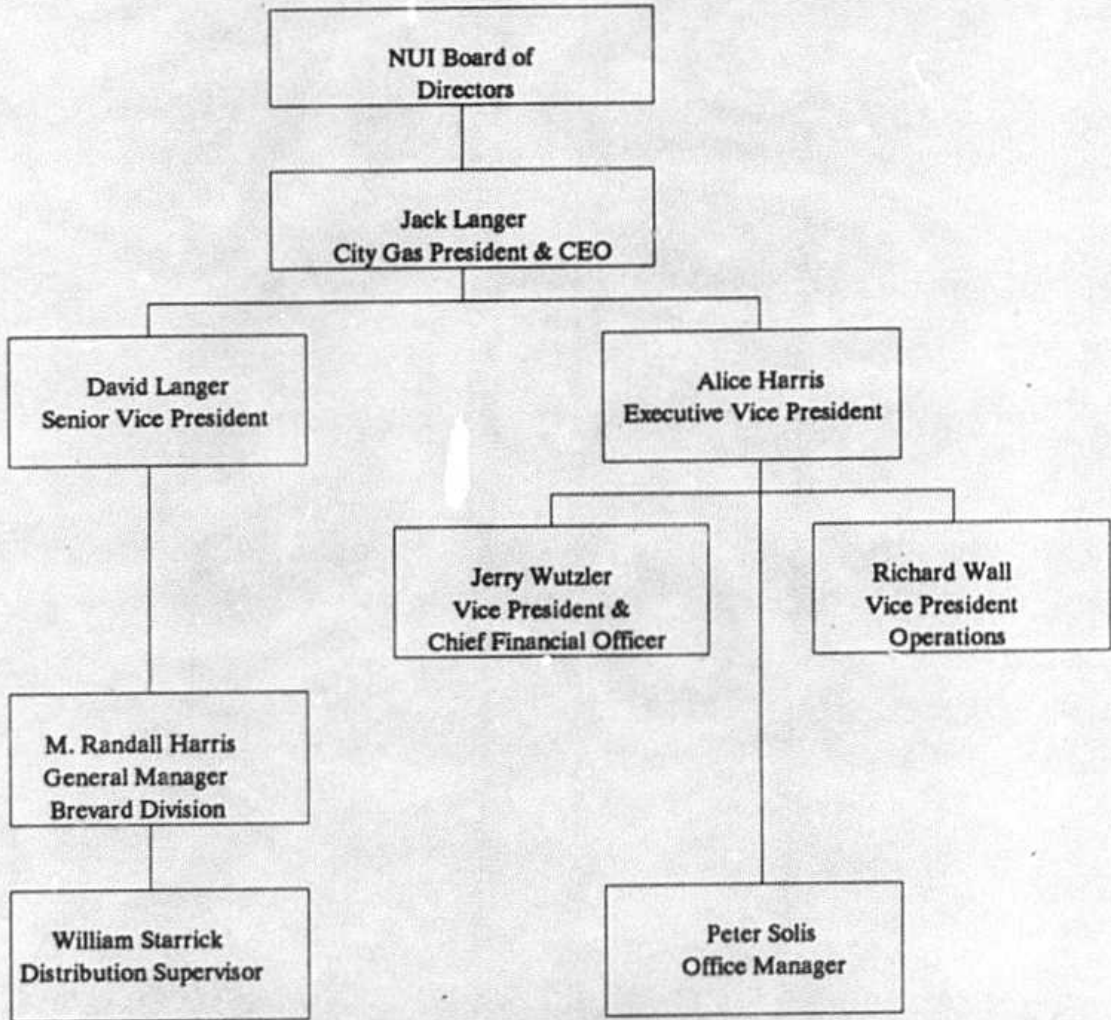 NUI Board of
Directors
Jack Langer
City Gas President & CEO
David Langer
Senior Vice President
Alice Harris
Executive Vice President
Jerry Wutzler
Vice President &
Chief Financial Officer
Richard Wall
Vice President
Operations
M. Randall Harris
General Manager
Brevard Division
William Starrick
Distribution Supervisor
Peter Solis
Office Manager